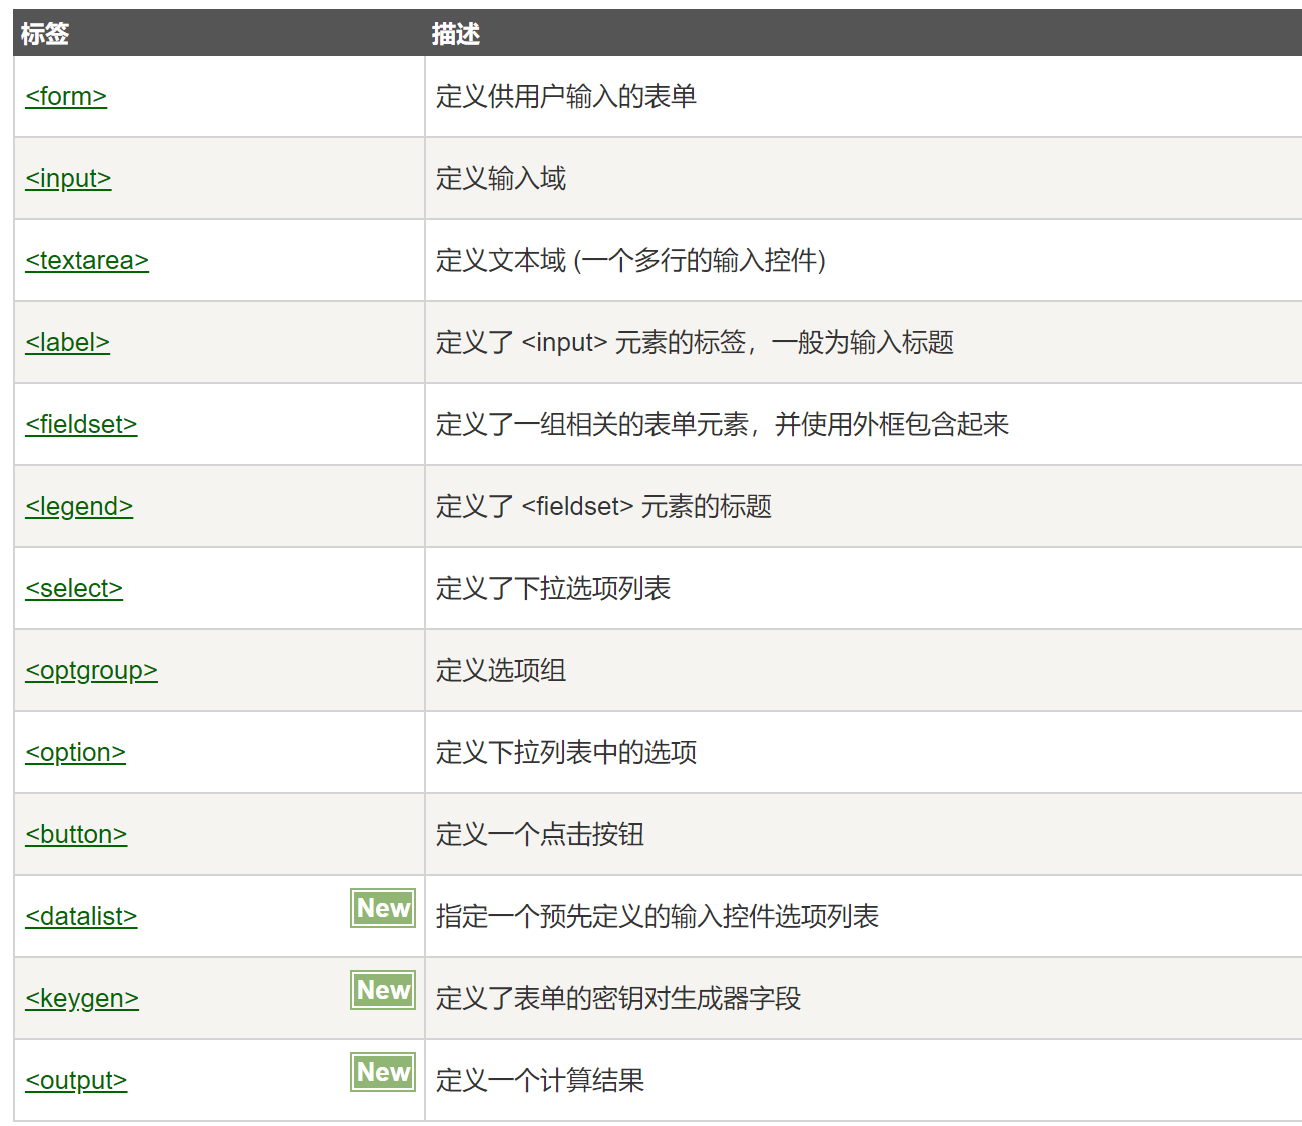 标签 描述
<form> 定义供用户输入的表单
<input> 定义输入域
<textarea> 定义文本域 (一个多行的输入控件)
<label> 定义了 <input> 元素的标签，一般为输入标题
<fieldset> 定义了一组相关的表单元素，并使用外框包含起来
<legend> 定义了 <fieldset> 元素的标题
<select> 定义了下拉选项列表
<optgroup> 定义选项组
<option> 定义下拉列表中的选项
<button> 定义一个点击按钮
<datalist> New 指定一个预先定义的输入控件选项列表
<keygen> New 定义了表单的密钥对生成器字段
<output> New 定义一个计算结果